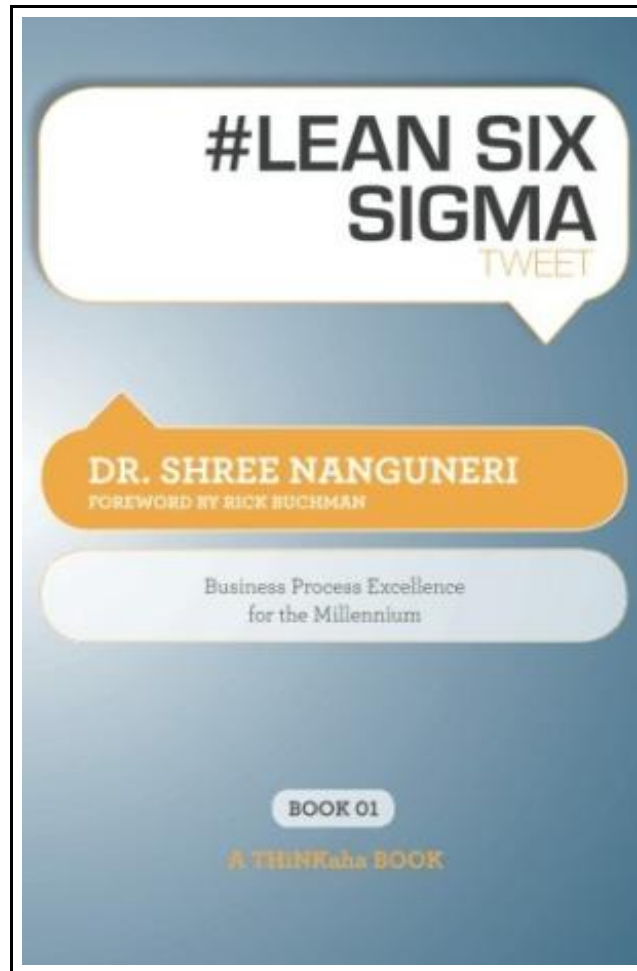 #LEAN SIX
SIGMA
TWEET
DR. SHREE NANGUNERI
FOREWORD BY RICK BUCHMAN
Business Process Excellence
for the Millennium
BOOK 01
A THiNKaha BOOK